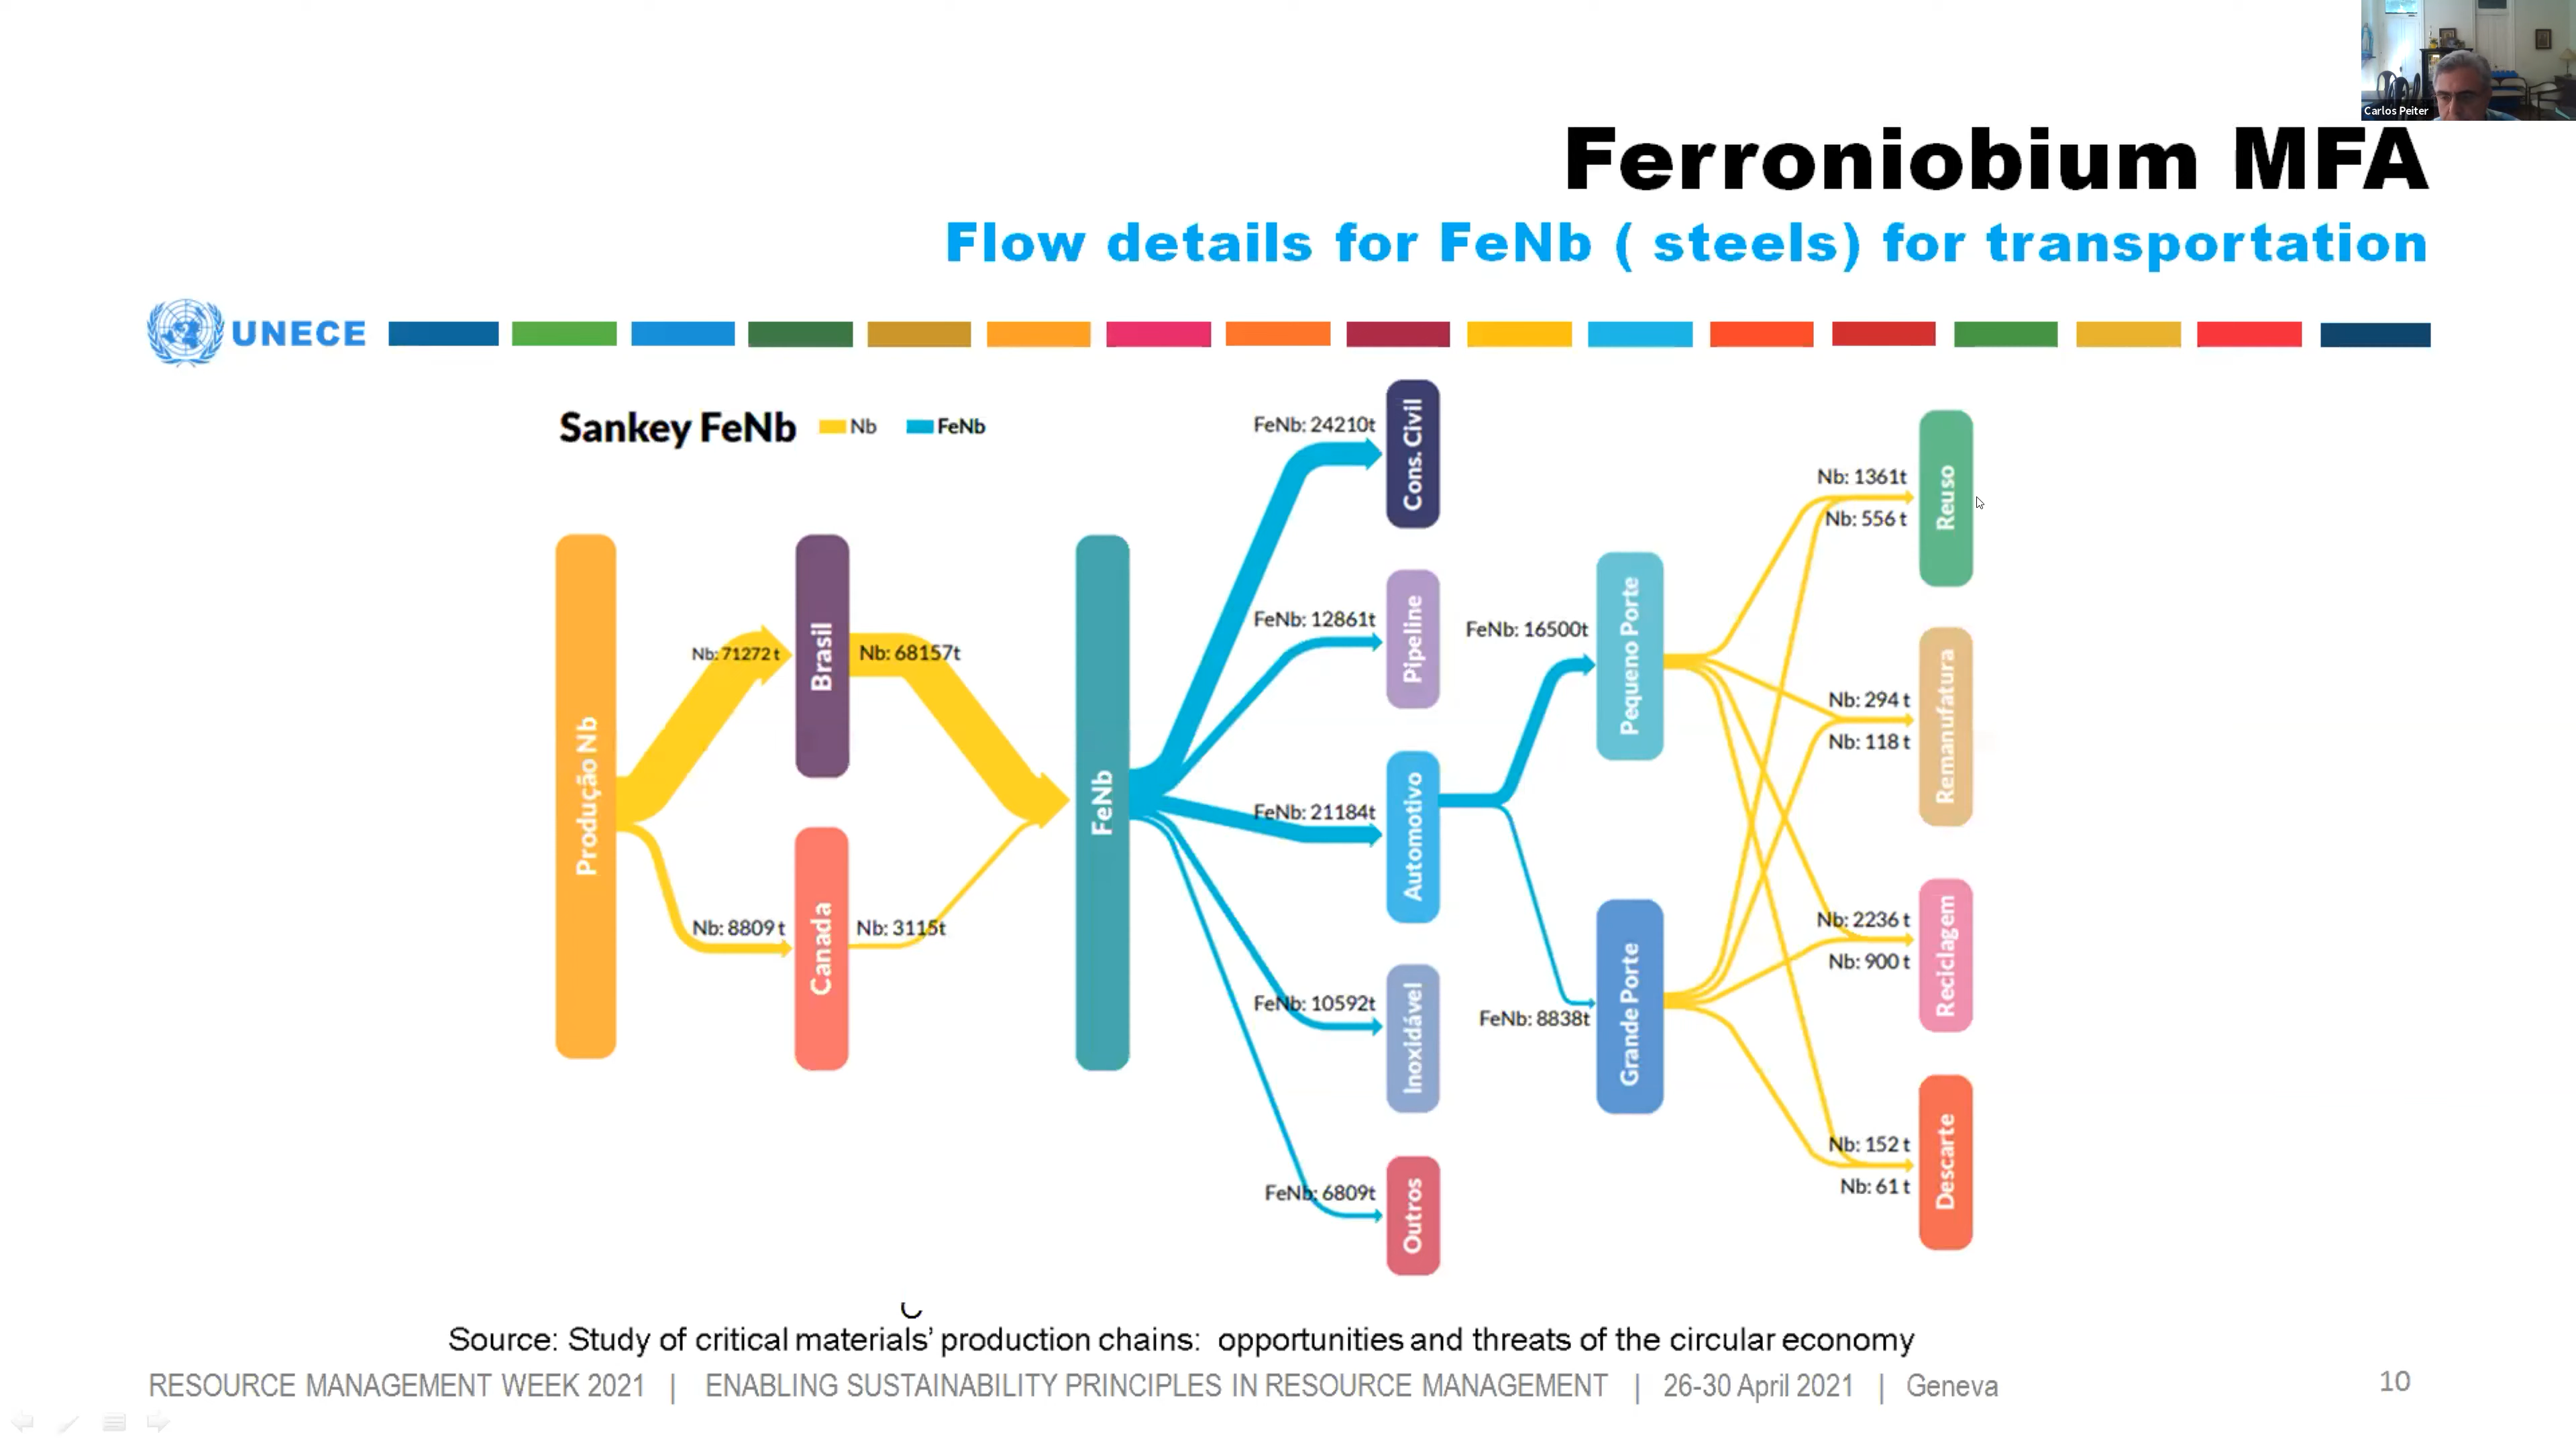 Carlos Peiter
Ferroniobium MFA
Flow details for FeNb ( steels) for transportation
UNECE
Sankey FeNb
Nb
FeNb
Produção Nb
Nb: 71272 t
Nb: 8809 t
Brasil
Canada
Nb: 68157t
Nb: 3115t
FeNb
FeNb: 24210t
FeNb: 12861t
FeNb: 21184t
FeNb: 10592t
FeNb: 6809t
Cons. Civil
Pipeline
Automotivo
Inoxidável
Outros
FeNb: 16500t
FeNb: 8838t
Pequeno Porte
Grande Porte
Nb: 1361t
Nb: 556 t
Nb: 294 t
Nb: 118 t
Nb: 2236 t
Nb: 900 t
Nb: 152 t
Nb: 61 t
Reuso
Remanufatura
Reciclagem
Descarte
Source: Study of critical materials’ production chains: opportunities and threats of the circular economy
RESOURCE MANAGEMENT WEEK 2021 | ENABLING SUSTAINABILITY PRINCIPLES IN RESOURCE MANAGEMENT | 26-30 April 2021 | Geneva
10